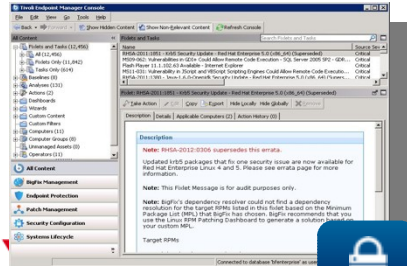 Tivoli Endpoint Manager Console
File Edit View Go Tools Help
Back Forward Show Hidden Content Show Non-Relevant Content Refresh Console
All Content
Fixlets and Tasks
Search Fixlets and Tasks
Fixlets and Tasks (12,456)
All (12,456)
Fixlets Only (11,842)
Tasks Only (614)
Baselines (0)
Analyses (131)
Actions (2)
Dashboards
Wizards
Custom Content
Custom Filters
Computers (11)
Computer Groups (0)
Unmanaged Assets (0)
Operators (11)
Name
Source Sev
RHSA-2011:1851 - Krb5 Security Update - Red Hat Enterprise 5.0 (x86_64) (Superseded)
Critical
MS09-062: Vulnerabilities in GDI+ Could Allow Remote Code Execution - SQL Server 2005 SP2 - GDR...
Critical
Flash Player 11.1.102.63 Available - Internet Explorer
Critical
MS11-031: Vulnerability in JScript and VBScript Scripting Engines Could Allow Remote Code Executio...
Critical
Fixlet: RHSA-2011:1851 - Krb5 Security Update - Red Hat Enterprise 5.0 (x86_64) (Superseded)
Take Action Edit Copy Export Hide Locally Hide Globally Remove
Description Details Applicable Computers (2) Action History (0)
Description
Note: RHSA-2012:0306 supersedes this errata.
Updated krb5 packages that fix one security issue are now available for
Red Hat Enterprise Linux 4 and 5. Please see errata page for more
information.
Note: This Fixlet Message is for audit purposes only.
Note: BigFix's dependency resolver could not find a dependency
resolution for the target RPMs listed in this fixlet based on the Minimum
Package List (MPL) that BigFix has chosen. BigFix recommends that you
use the Linux RPM Patching Dashboard to generate a solution based on
your custom MPL.
Target RPMs
All Content
BigFix Management
Endpoint Protection
Patch Management
Security Configuration
Systems Lifecycle
Connected to database 'bfenterprise' as user